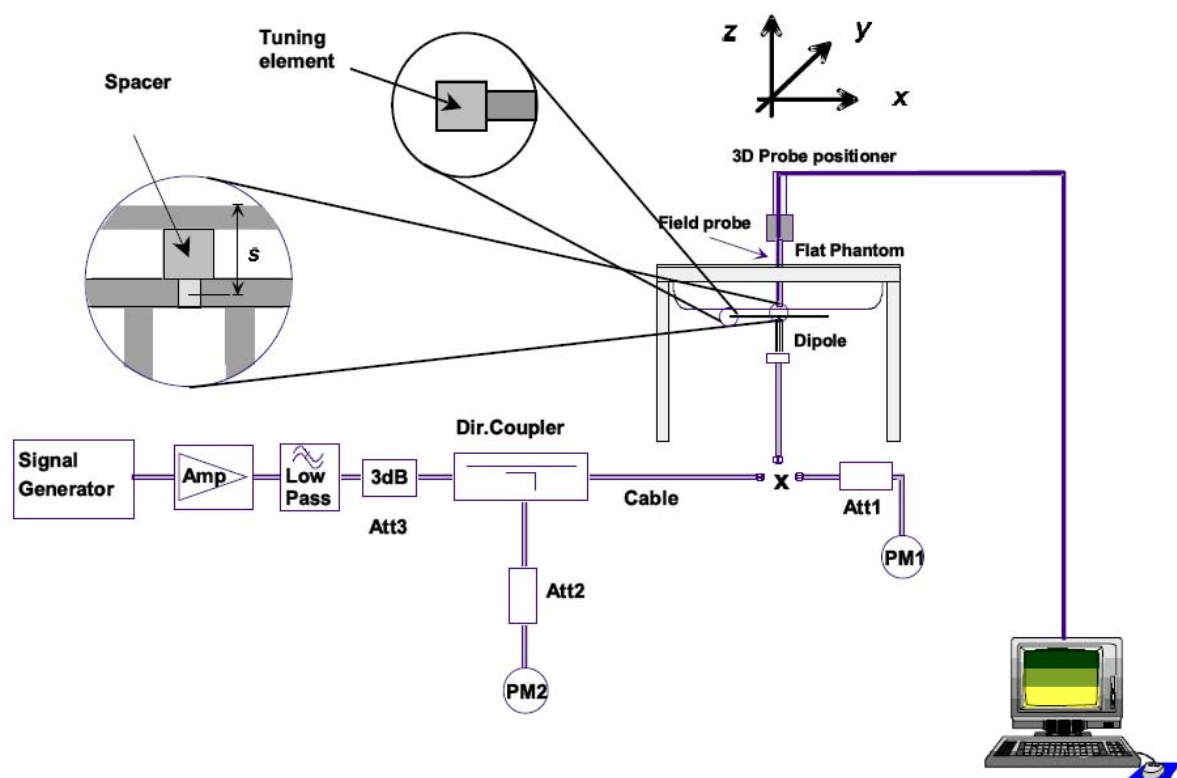 Tuning
element
Spacer
z
y
x
3D Probe positioner
Field probe
Flat Phantom
s
Dipole
Dir.Coupler
Signal
Generator
Amp
Low
Pass
3dB
Att3
Cable
x
Att1
PM1
Att2
PM2